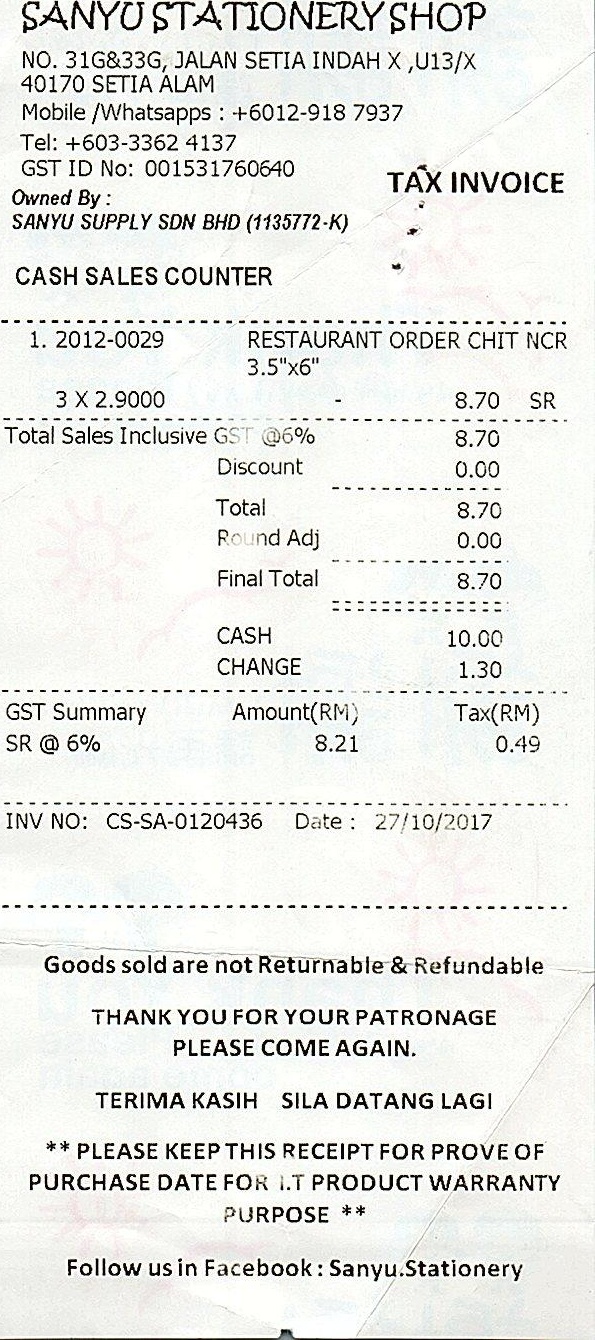 SANYU STATIONERY SHOP
NO. 31G&33G, JALAN SETIA INDAH X ,U13/X
40170 SETIA ALAM
Mobile /Whatsapps : +6012-918 7937
Tel: +603-3362 4137
GST ID No: 001531760640
TAX INVOICE
Owned By :
SANYU SUPPLY SDN BHD (1135772-K)
CASH SALES COUNTER
1. 2012-0029 RESTAURANT ORDER CHIT NCR
3.5"x6"
3 X 2.9000 - 8.70 SR
Total Sales Inclusive GST @6% 8.70
Discount 0.00
Total 8.70
Round Adj 0.00
Final Total 8.70
CASH 10.00
CHANGE 1.30
GST Summary Amount(RM) Tax(RM)
SR @ 6% 8.21 0.49
INV NO: CS-SA-0120436 Date : 27/10/2017
Goods sold are not Returnable & Refundable
THANK YOU FOR YOUR PATRONAGE
PLEASE COME AGAIN.
TERIMA KASIH SILA DATANG LAGI
** PLEASE KEEP THIS RECEIPT FOR PROVE OF
PURCHASE DATE FOR I.T PRODUCT WARRANTY
PURPOSE **
Follow us in Facebook : Sanyu.Stationery